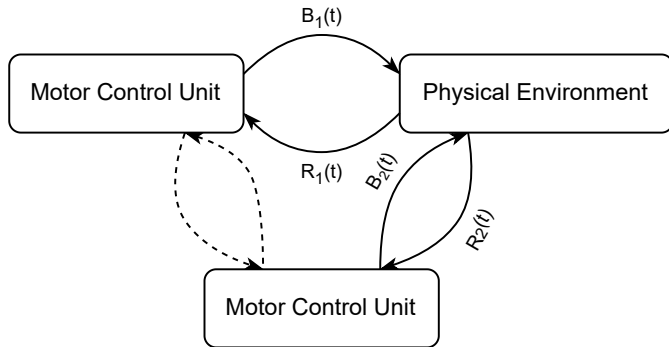 B₁(t)
Motor Control Unit
Physical Environment
R₁(t)
B₂(t)
R₂(t)
Motor Control Unit